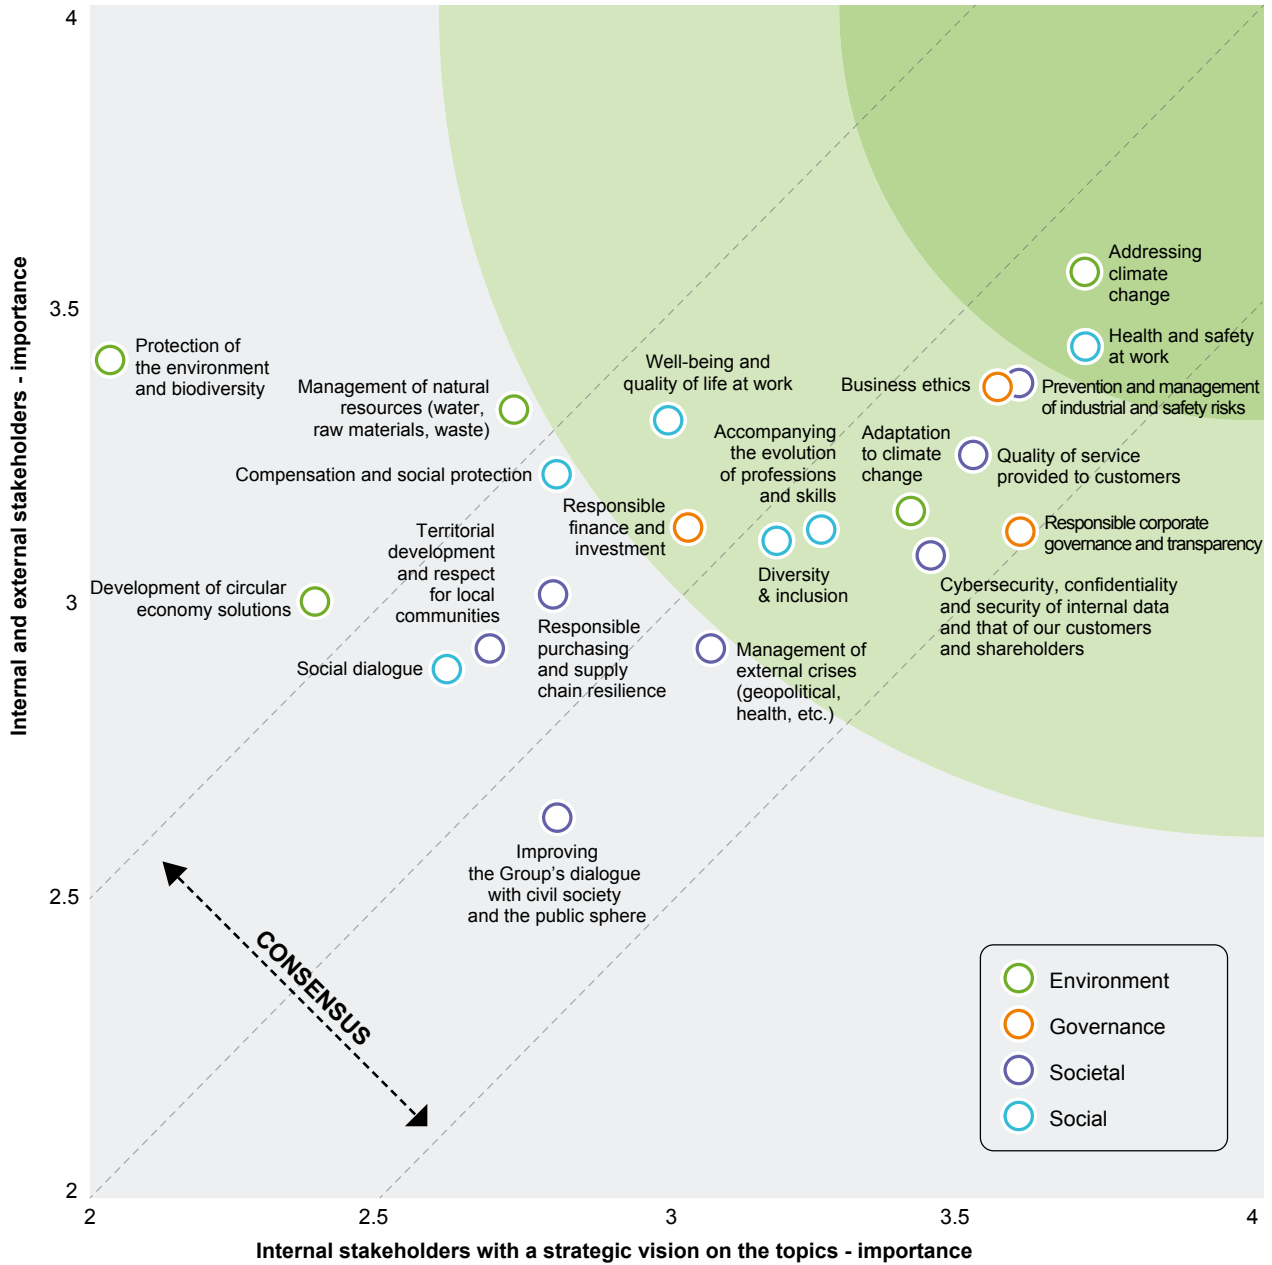 4
3.5
3
2.5
2
Internal and external stakeholders - importance
Addressing
climate
change
Health and safety
at work
Protection of
the environment
and biodiversity
Management of natural
resources (water,
raw materials, waste)
Well-being and
quality of life at work
Business ethics
Prevention and management
of industrial and safety risks
Compensation and social protection
Accompanying
the evolution
of professions
and skills
Adaptation
to climate
change
Quality of service
provided to customers
Responsible
finance and
investment
Responsible corporate
governance and transparency
Territorial
development
and respect
for local
communities
Diversity
& inclusion
Cybersecurity, confidentiality
and security of internal data
and that of our customers
and shareholders
Development of circular
economy solutions
Responsible
purchasing
and supply
chain resilience
Management of
external crises
(geopolitical,
health, etc.)
Social dialogue
Improving
the Group’s dialogue
with civil society
and the public sphere
CONSENSUS
Environment
Governance
Societal
Social
2
2.5
3
3.5
4
Internal stakeholders with a strategic vision on the topics - importance